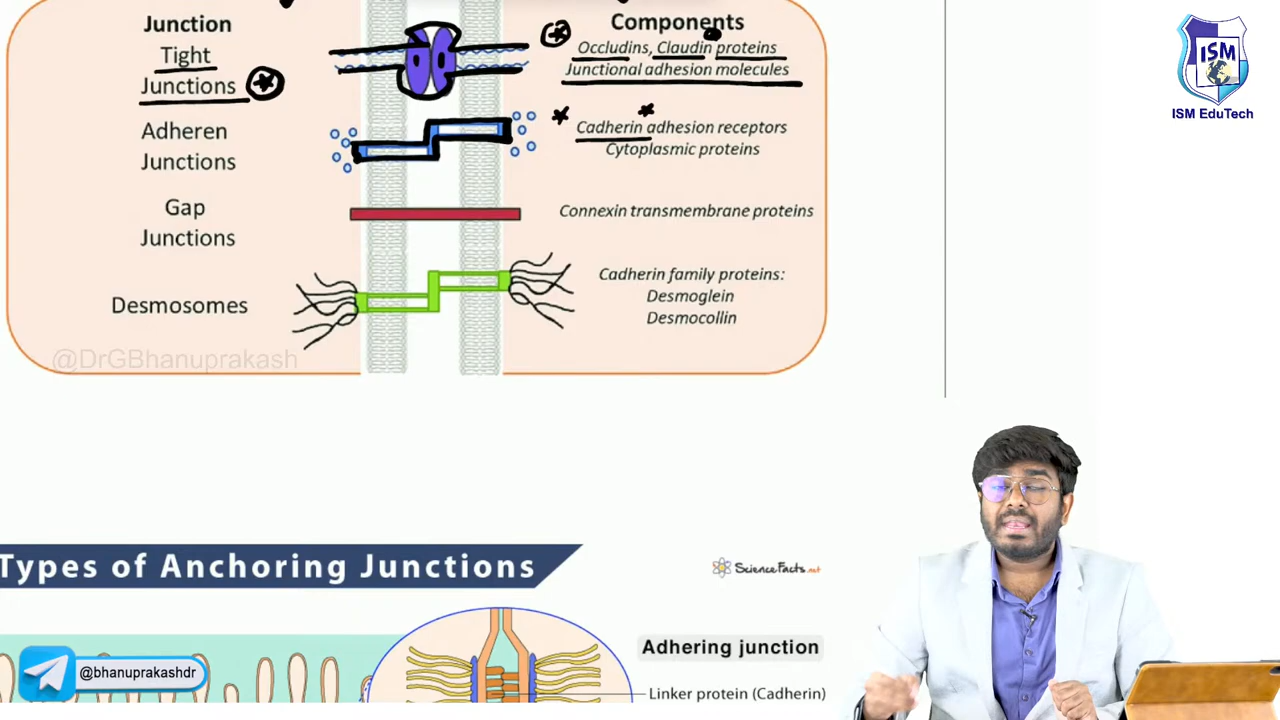 Junction
Components
Tight
Junctions
Occludins, Claudin proteins
Junctional adhesion molecules
Adheren
Junctions
Cadherin adhesion receptors
Cytoplasmic proteins
Gap
Junctions
Connexin transmembrane proteins
Desmosomes
Cadherin family proteins:
Desmoglein
Desmocollin
@DrGBhanuprakash
ISM
ISM EduTech
Types of Anchoring Junctions
ScienceFacts.net
Adhering junction
Linker protein (Cadherin)
@bhanuprakashdr